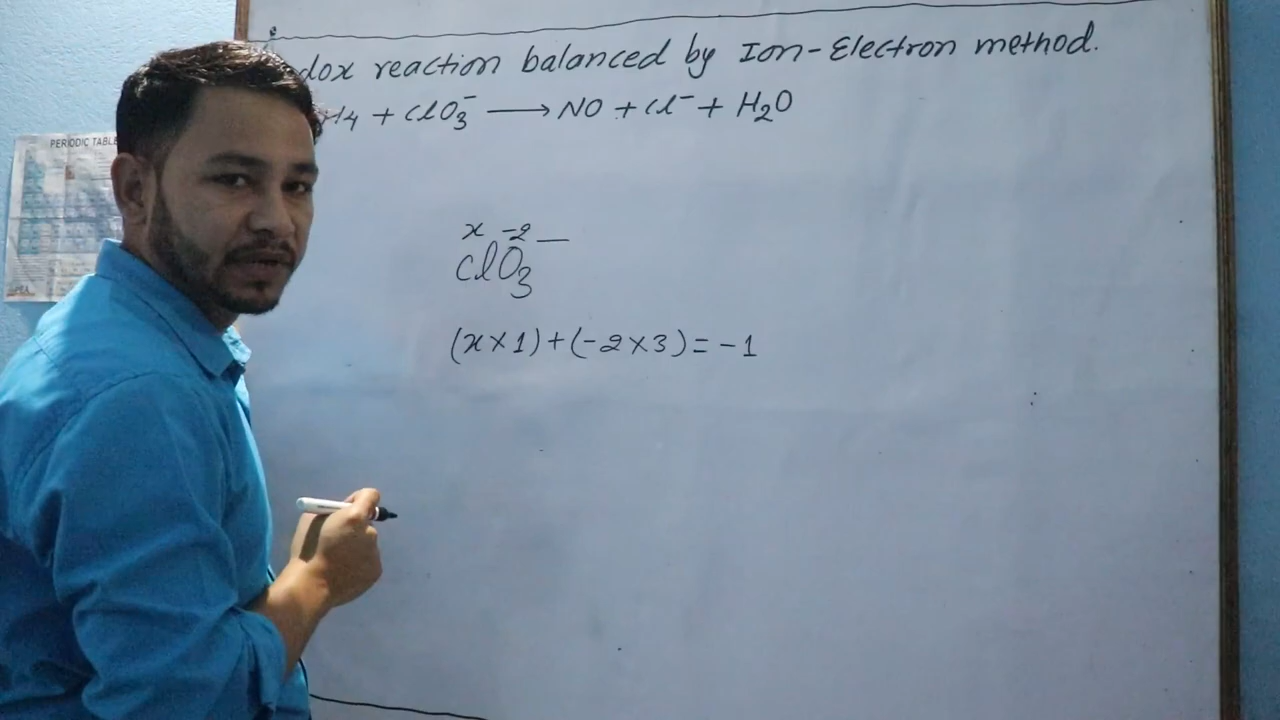 dox reaction balanced by Ion-Electron method.
H4 + ClO3⁻ ⟶ NO + Cl⁻ + H2O
PERIODIC TABLE
x -2 —
ClO3
(x×1)+(-2×3)=-1